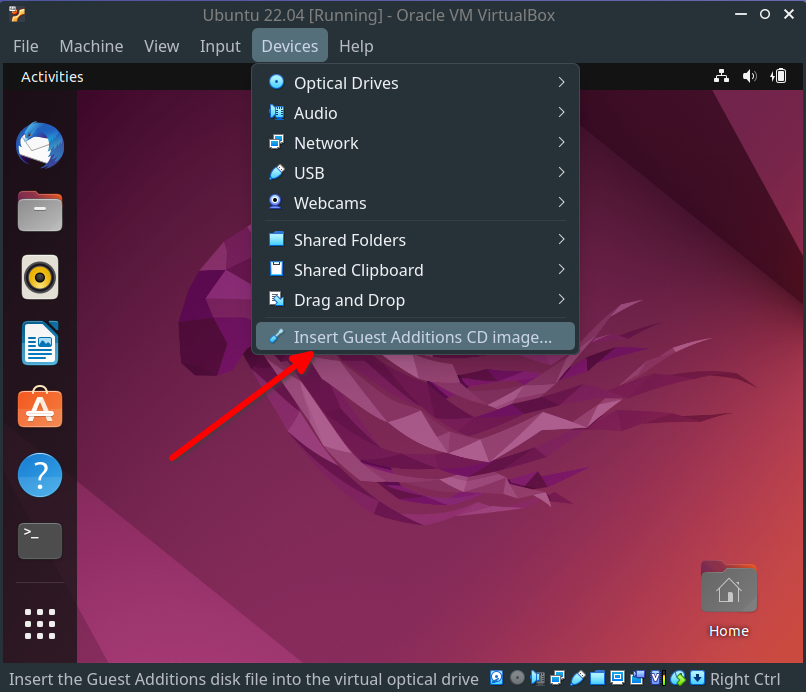 Ubuntu 22.04 [Running] - Oracle VM VirtualBox
File Machine View Input Devices Help
Activities
Optical Drives
Audio
Network
USB
Webcams
Shared Folders
Shared Clipboard
Drag and Drop
Insert Guest Additions CD image...
>_
Home
Insert the Guest Additions disk file into the virtual optical drive Right Ctrl